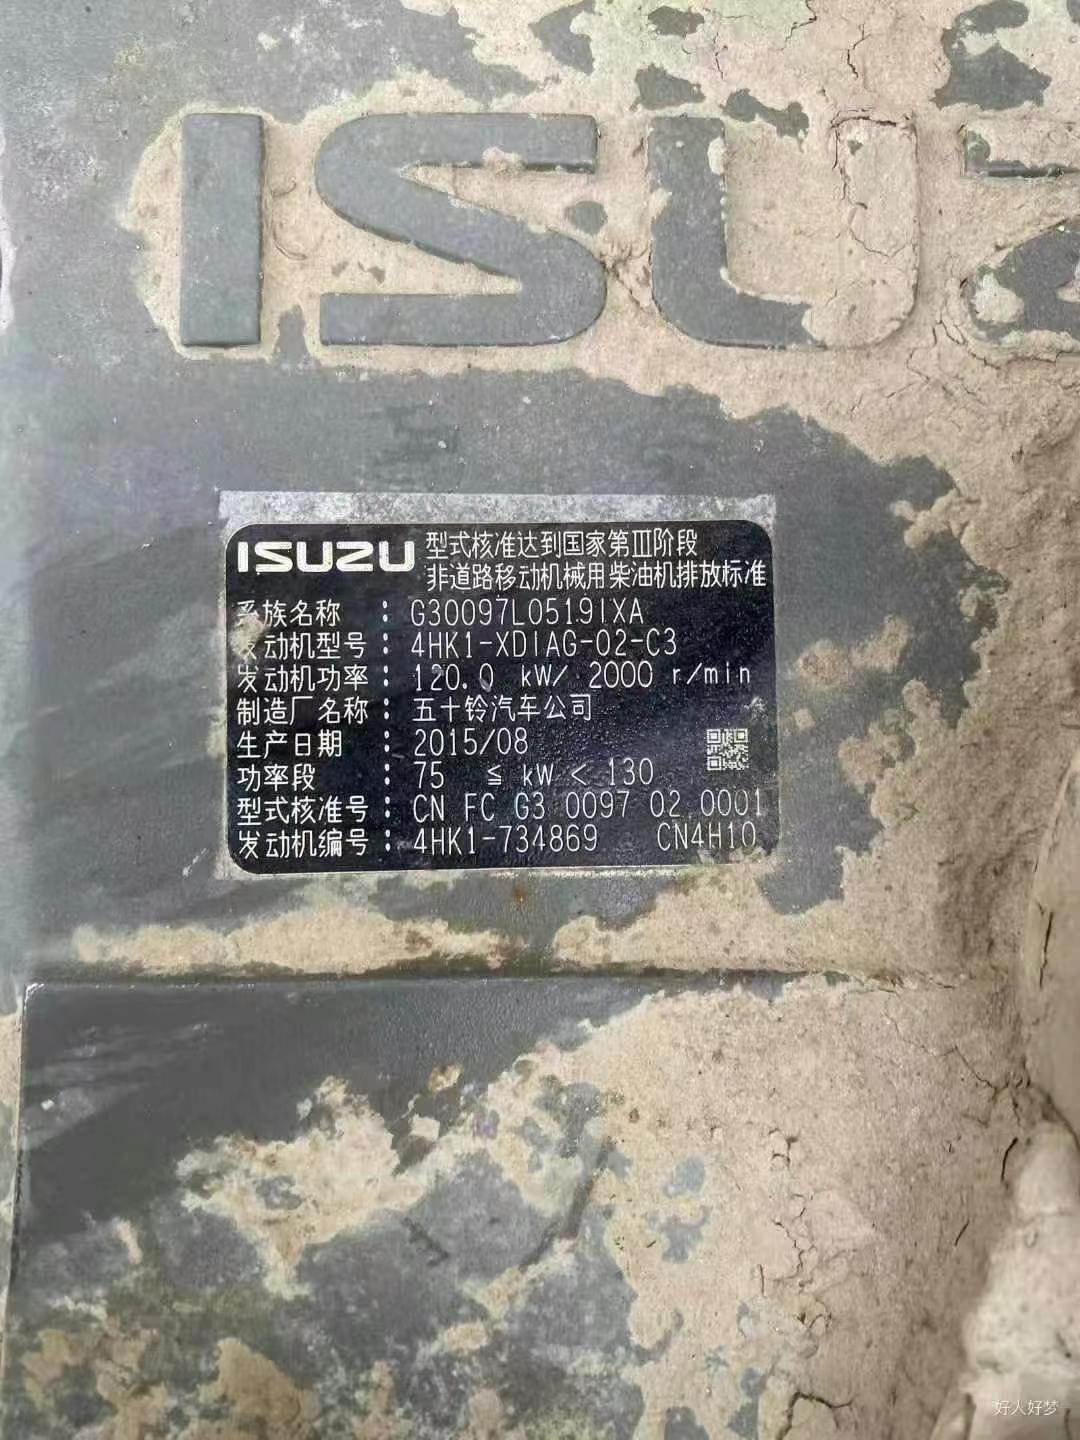 ISUZ
ISUZU 型式核准达到国家第III阶段
非道路移动机械用柴油机排放标准
系族名称 : G30097L0519IXA
发动机型号 : 4HK1-XDIAG-02-C3
发动机功率 : 120.0 kW/ 2000 r/min
制造厂名称 : 五十铃汽车公司
生产日期 : 2015/08
功率段 : 75 ≦ kW < 130
型式核准号 : CN FC G3 0097 02 0001
发动机编号 : 4HK1-734869 CN4H10
好人好梦